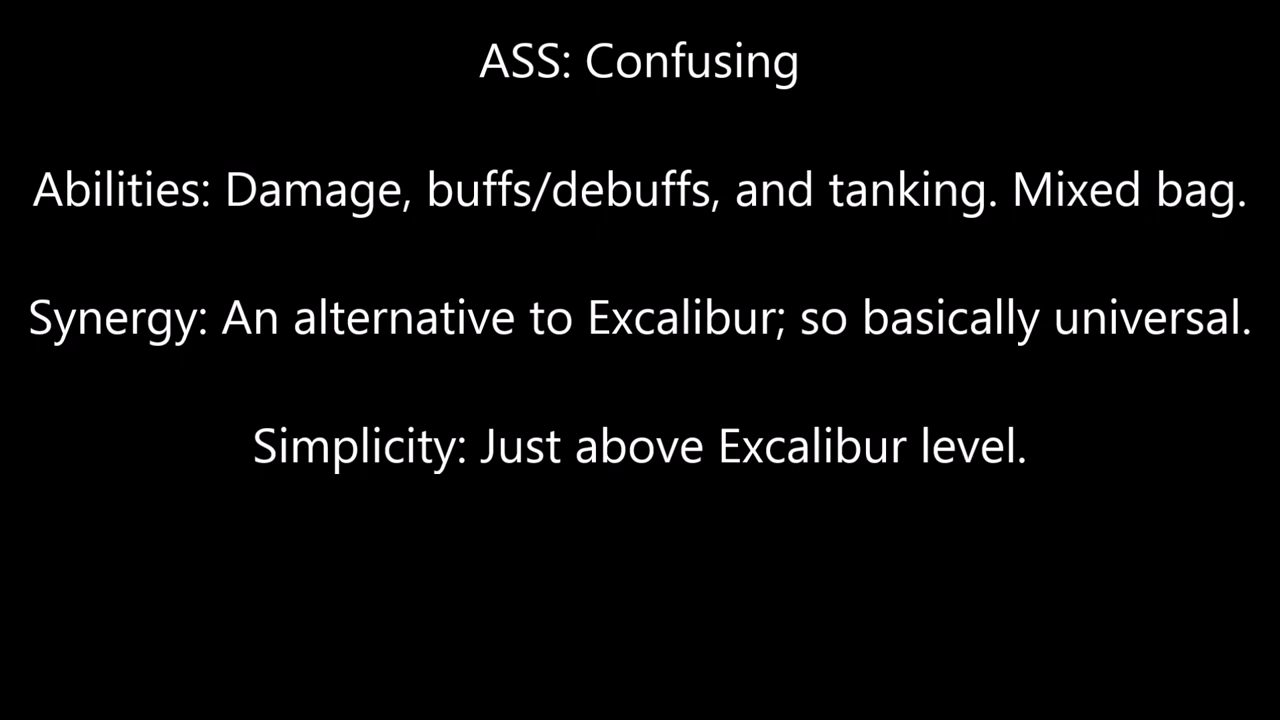 ASS: Confusing
Abilities: Damage, buffs/debuffs, and tanking. Mixed bag.
Synergy: An alternative to Excalibur; so basically universal.
Simplicity: Just above Excalibur level.